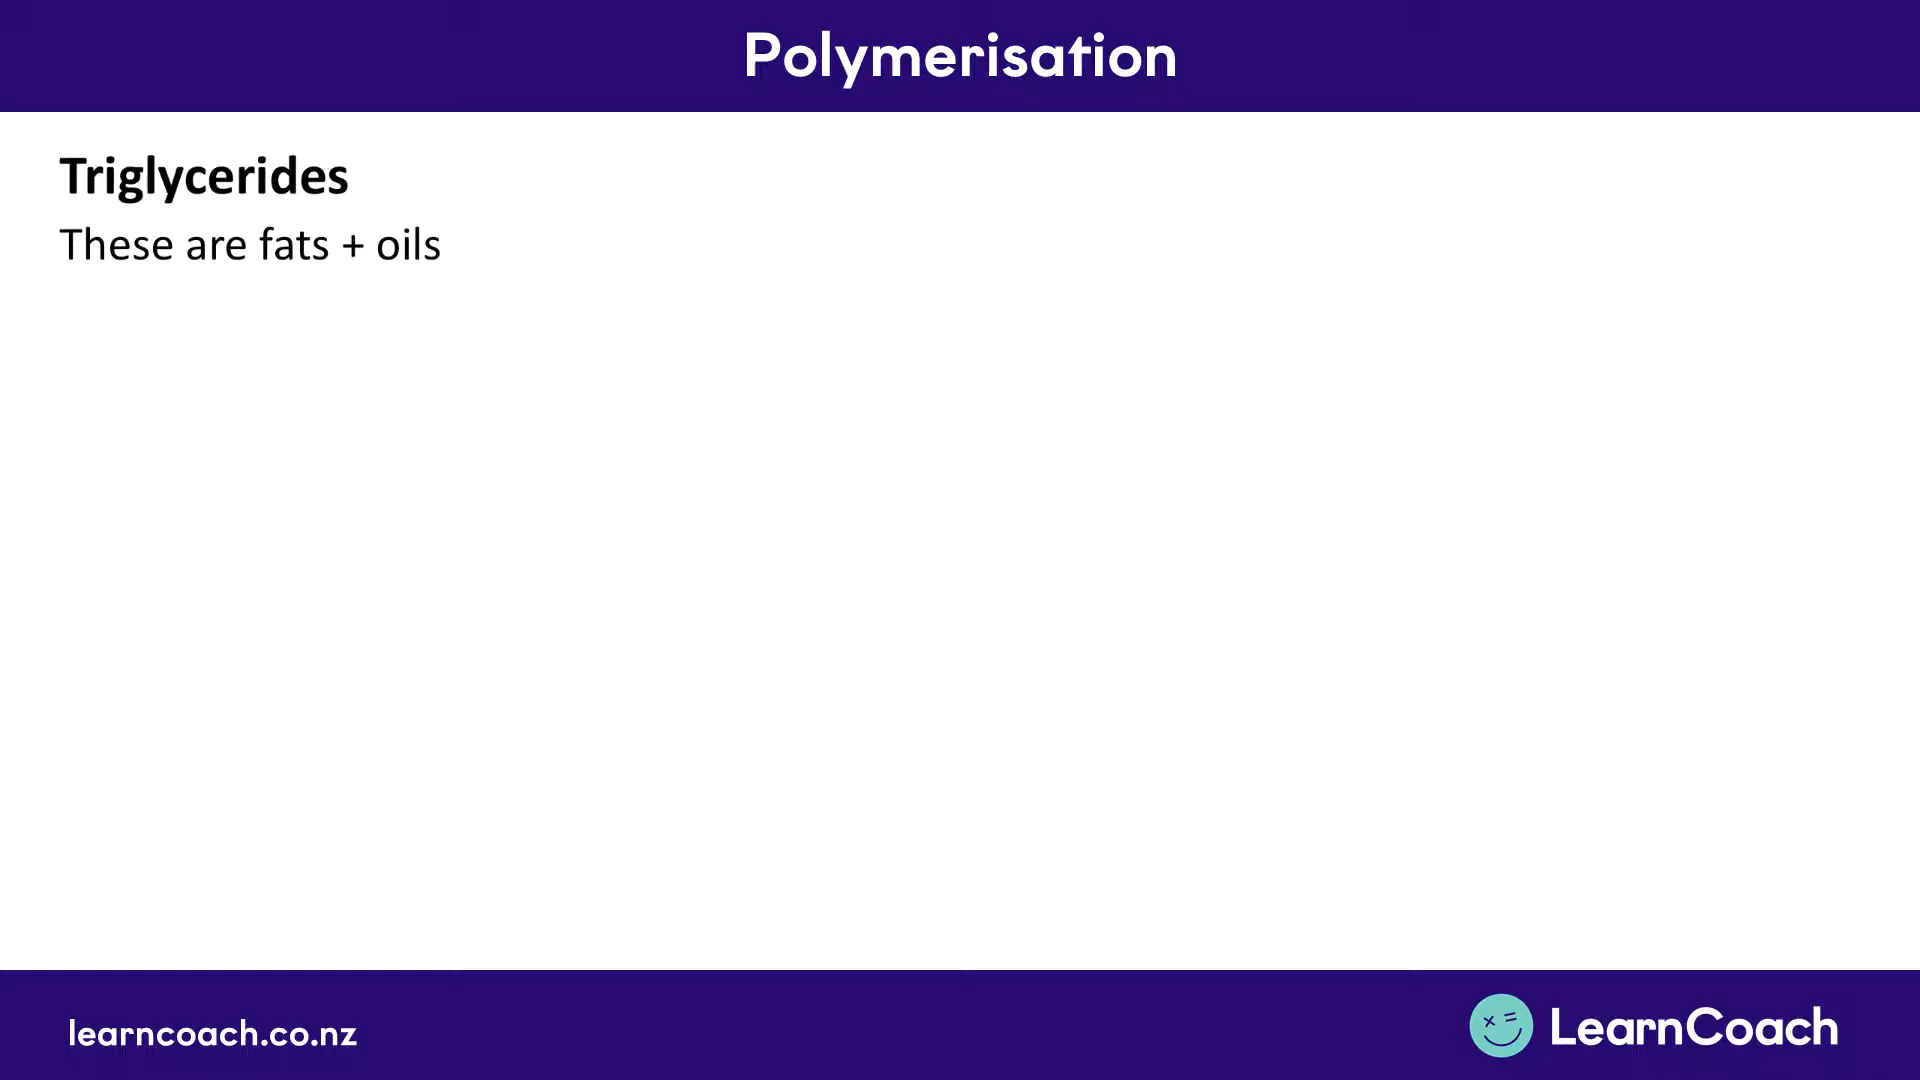 Polymerisation
Triglycerides
These are fats + oils
learncoach.co.nz
LearnCoach